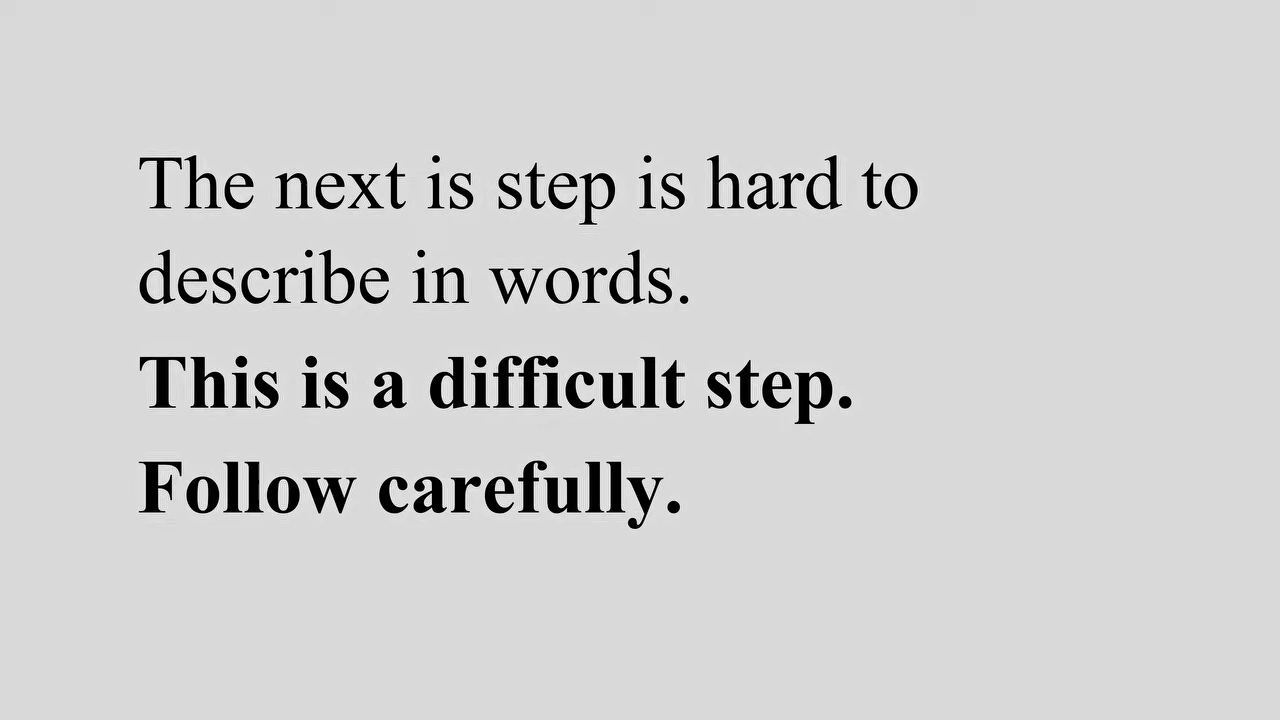 The next is step is hard to
describe in words.
This is a difficult step.
Follow carefully.